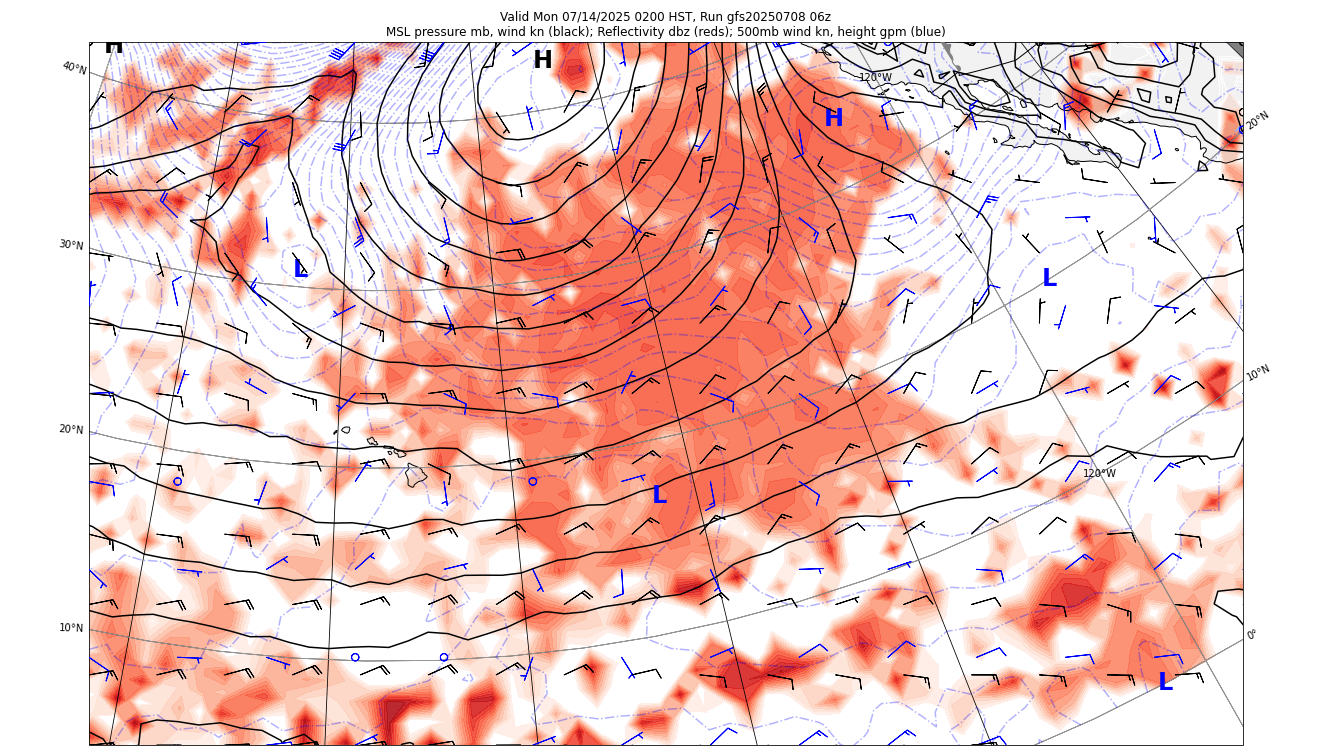 Valid Mon 07/14/2025 0200 HST, Run gfs20250708 06z
MSL pressure mb, wind kn (black); Reflectivity dbz (reds); 500mb wind kn, height gpm (blue)
H
H
40°N
120°W
H
20°N
30°N
L
L
10°N
20°N
120°W
L
10°N
0°
L